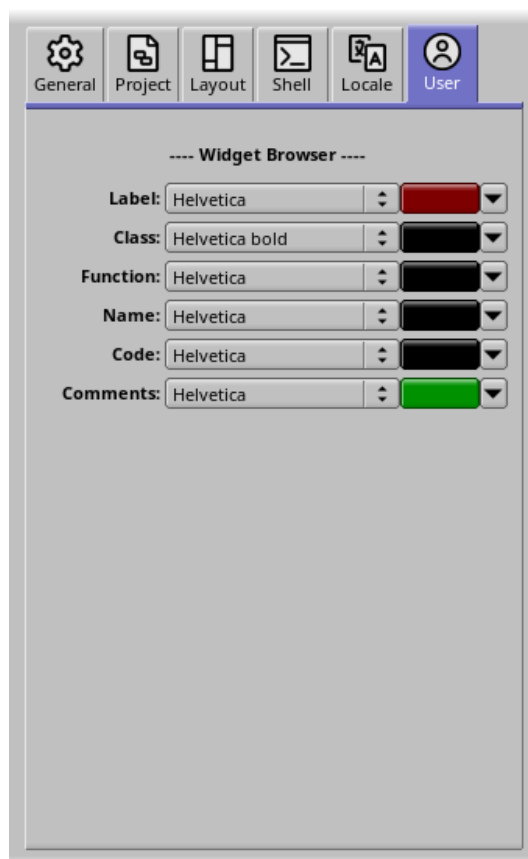 General Project Layout Shell Locale User
---- Widget Browser ----
Label: Helvetica
Class: Helvetica bold
Function: Helvetica
Name: Helvetica
Code: Helvetica
Comments: Helvetica